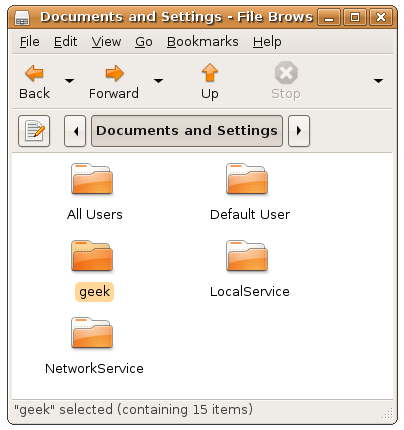 Documents and Settings - File Brows
File Edit View Go Bookmarks Help
Back Forward Up Stop
Documents and Settings
All Users Default User
geek LocalService
NetworkService
"geek" selected (containing 15 items)